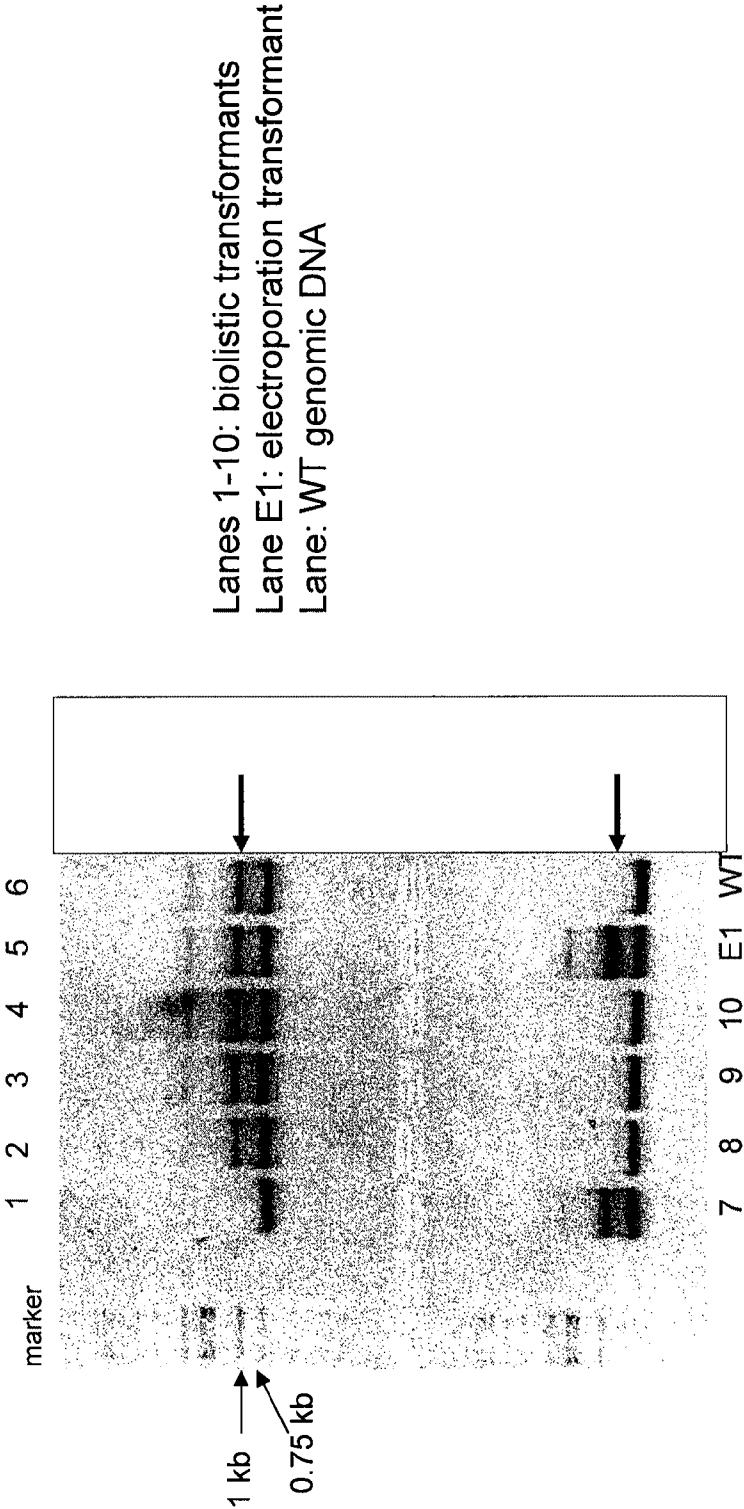 Lanes 1-10: biolistic transformants
Lane E1: electroporation transformant
Lane: WT genomic DNA
marker 1 2 3 4 5 6
1 kb
0.75 kb
7 8 9 10 E1 WT